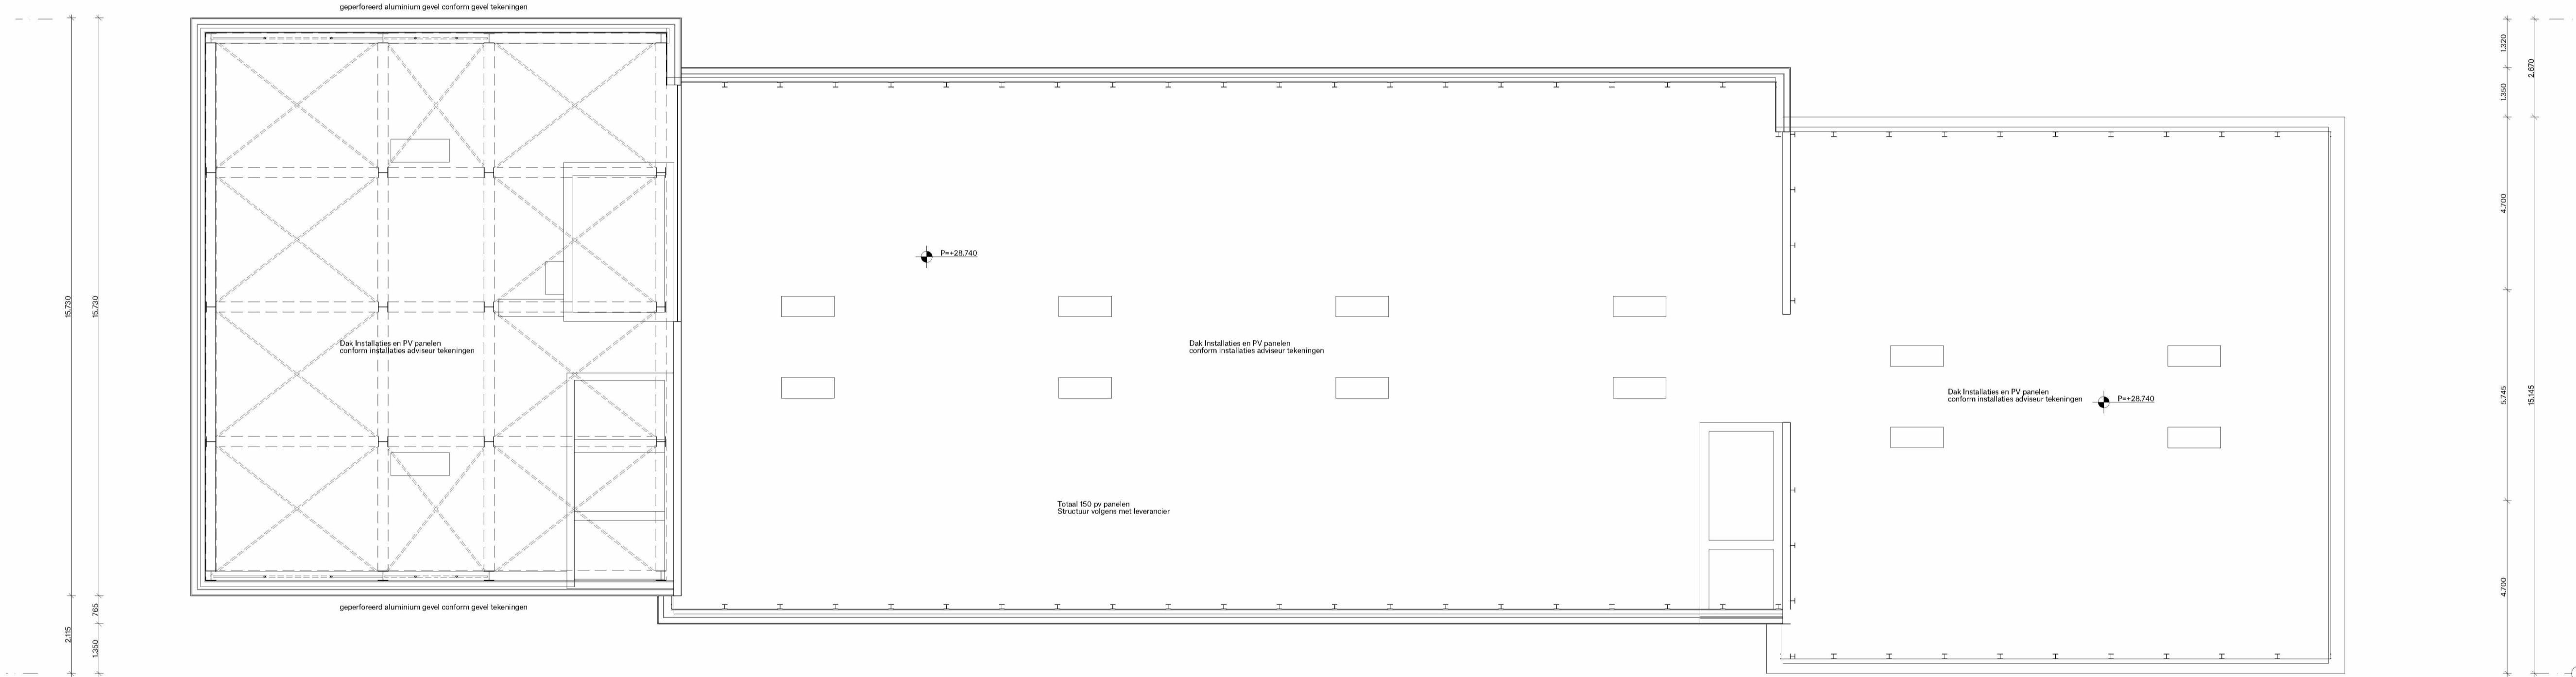 geperforeerd aluminium gevel conform gevel tekeningen
15,730
15,730
2,115
765
1,350
Dak Installaties en PV panelen
conform installaties adviseur tekeningen
geperforeerd aluminium gevel conform gevel tekeningen
P=+28,740
Dak Installaties en PV panelen
conform installaties adviseur tekeningen
Totaal 150 pv panelen
Structuur volgens met leverancier
Dak Installaties en PV panelen
conform installaties adviseur tekeningen
P=+28,740
1,320
1,350
4,700
5,745
4,700
2,670
15,145